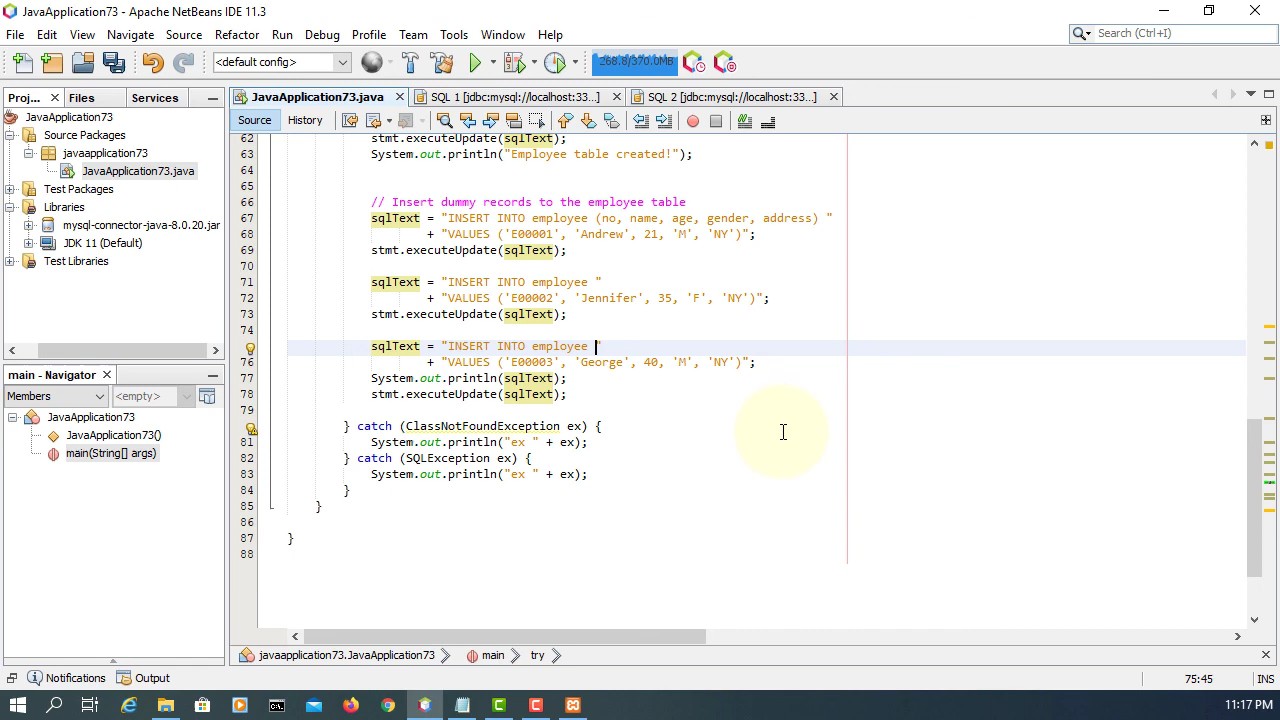 JavaApplication73 - Apache NetBeans IDE 11.3
File Edit View Navigate Source Refactor Run Debug Profile Team Tools Window Help
Search (Ctrl+I)
<default config>
268.8/370.0MB
Proj... Files Services
JavaApplication73.java SQL 1 [jdbc:mysql://localhost:33...] SQL 2 [jdbc:mysql://localhost:33...]
JavaApplication73
Source Packages
javaapplication73
JavaApplication73.java
Test Packages
Libraries
mysql-connector-java-8.0.20.jar
JDK 11 (Default)
Test Libraries
main - Navigator
Members <empty>
JavaApplication73
JavaApplication73()
main(String[] args)
Source History
62 stmt.executeUpdate(sqlText);
63 System.out.println("Employee table created!");
64
65
66 // Insert dummy records to the employee table
67 sqlText = "INSERT INTO employee (no, name, age, gender, address) "
68 + "VALUES ('E00001', 'Andrew', 21, 'M', 'NY')";
69 stmt.executeUpdate(sqlText);
70
71 sqlText = "INSERT INTO employee "
72 + "VALUES ('E00002', 'Jennifer', 35, 'F', 'NY')";
73 stmt.executeUpdate(sqlText);
74
sqlText = "INSERT INTO employee "
76 + "VALUES ('E00003', 'George', 40, 'M', 'NY')";
77 System.out.println(sqlText);
78 stmt.executeUpdate(sqlText);
79
} catch (ClassNotFoundException ex) {
81 System.out.println("ex " + ex);
82 } catch (SQLException ex) {
83 System.out.println("ex " + ex);
84 }
85 }
86
87 }
88
javaapplication73.JavaApplication73 main try
Notifications Output
75:45 INS
11:17 PM